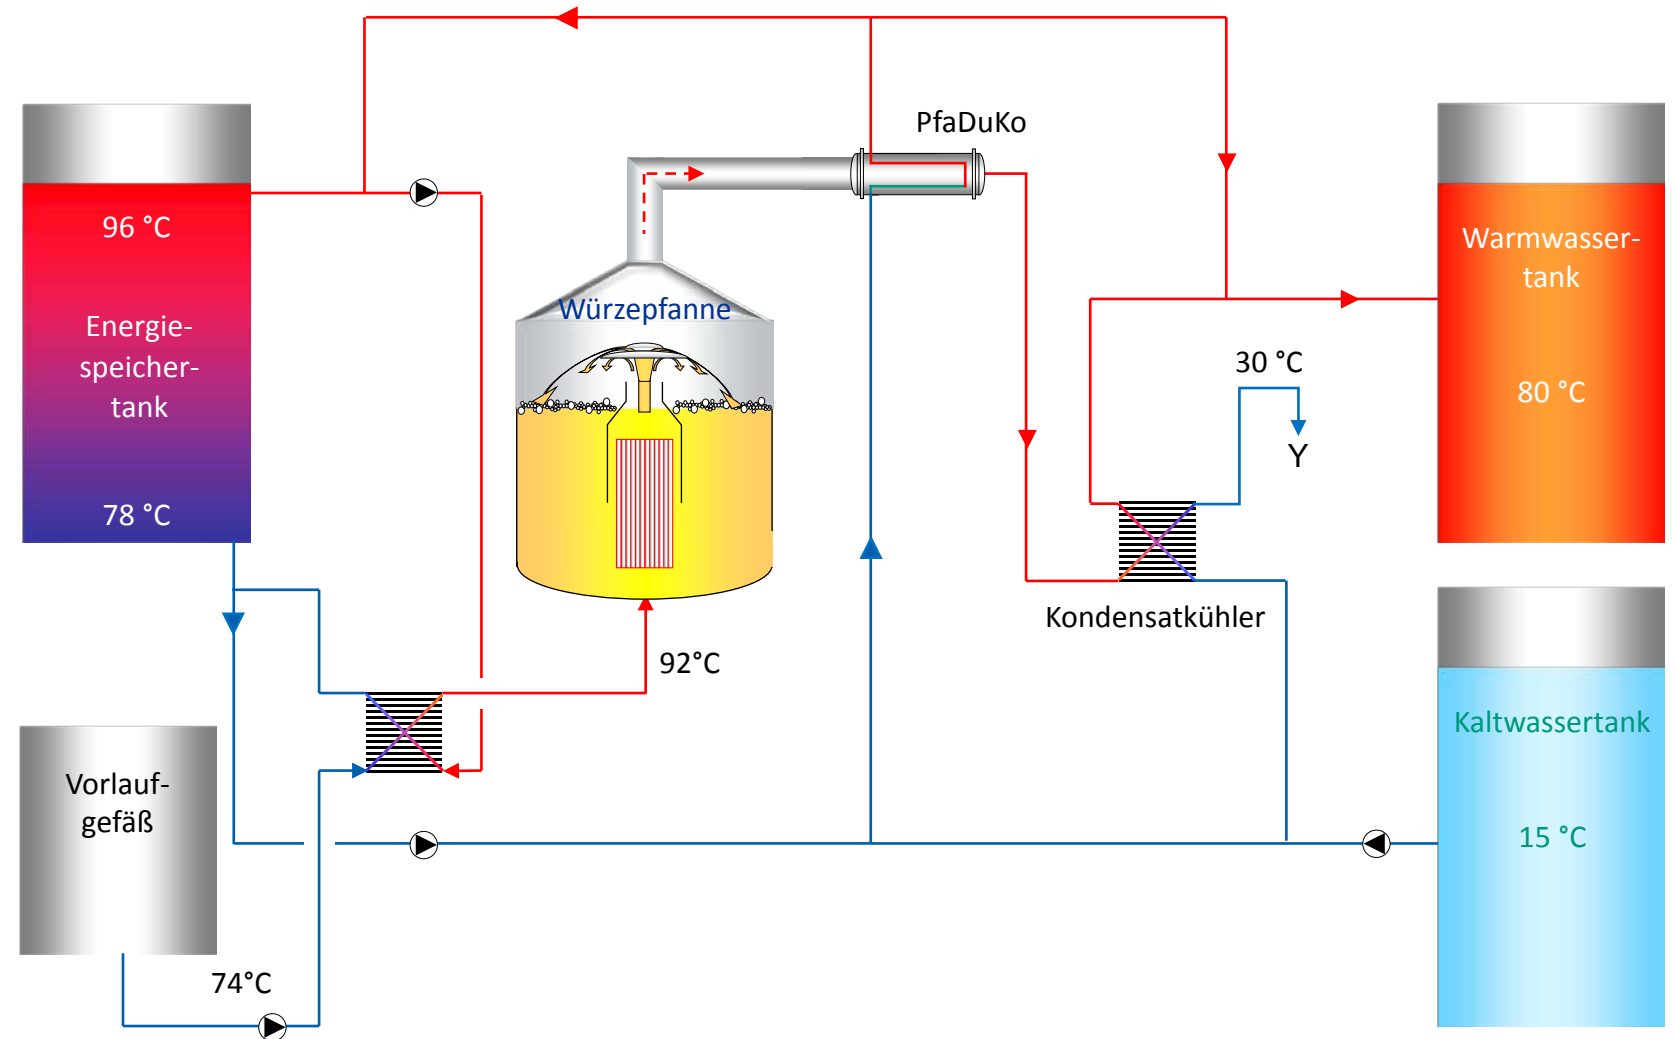 PfaDuKo
96 °C
Energie-
speicher-
tank
78 °C
Würzepfanne
Warmwasser-
tank
80 °C
30 °C
Y
Kondensatkühler
92°C
Kaltwassertank
15 °C
Vorlauf-
gefäß
74°C